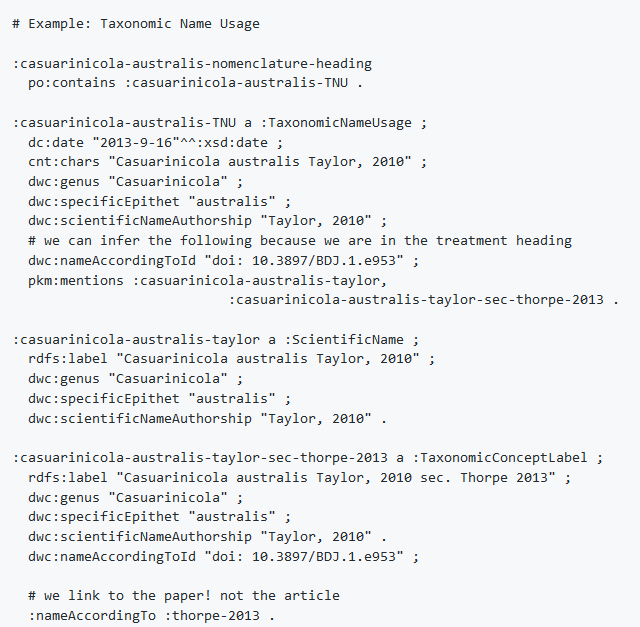 # Example: Taxonomic Name Usage
:casuarinicola-australis-nomenclature-heading
po:contains :casuarinicola-australis-TNU .
:casuarinicola-australis-TNU a :TaxonomicNameUsage ;
dc:date "2013-9-16"^^:xsd:date ;
cnt:chars "Casuarinicola australis Taylor, 2010" ;
dwc:genus "Casuarinicola" ;
dwc:specificEpithet "australis" ;
dwc:scientificNameAuthorship "Taylor, 2010" ;
# we can infer the following because we are in the treatment heading
dwc:nameAccordingToId "doi: 10.3897/BDJ.1.e953" ;
pkm:mentions :casuarinicola-australis-taylor,
:casuarinicola-australis-taylor-sec-thorpe-2013 .
:casuarinicola-australis-taylor a :ScientificName ;
rdfs:label "Casuarinicola australis Taylor, 2010" ;
dwc:genus "Casuarinicola" ;
dwc:specificEpithet "australis" ;
dwc:scientificNameAuthorship "Taylor, 2010" .
:casuarinicola-australis-taylor-sec-thorpe-2013 a :TaxonomicConceptLabel ;
rdfs:label "Casuarinicola australis Taylor, 2010 sec. Thorpe 2013" ;
dwc:genus "Casuarinicola" ;
dwc:specificEpithet "australis" ;
dwc:scientificNameAuthorship "Taylor, 2010" .
dwc:nameAccordingToId "doi: 10.3897/BDJ.1.e953" ;
# we link to the paper! not the article
:nameAccordingTo :thorpe-2013 .